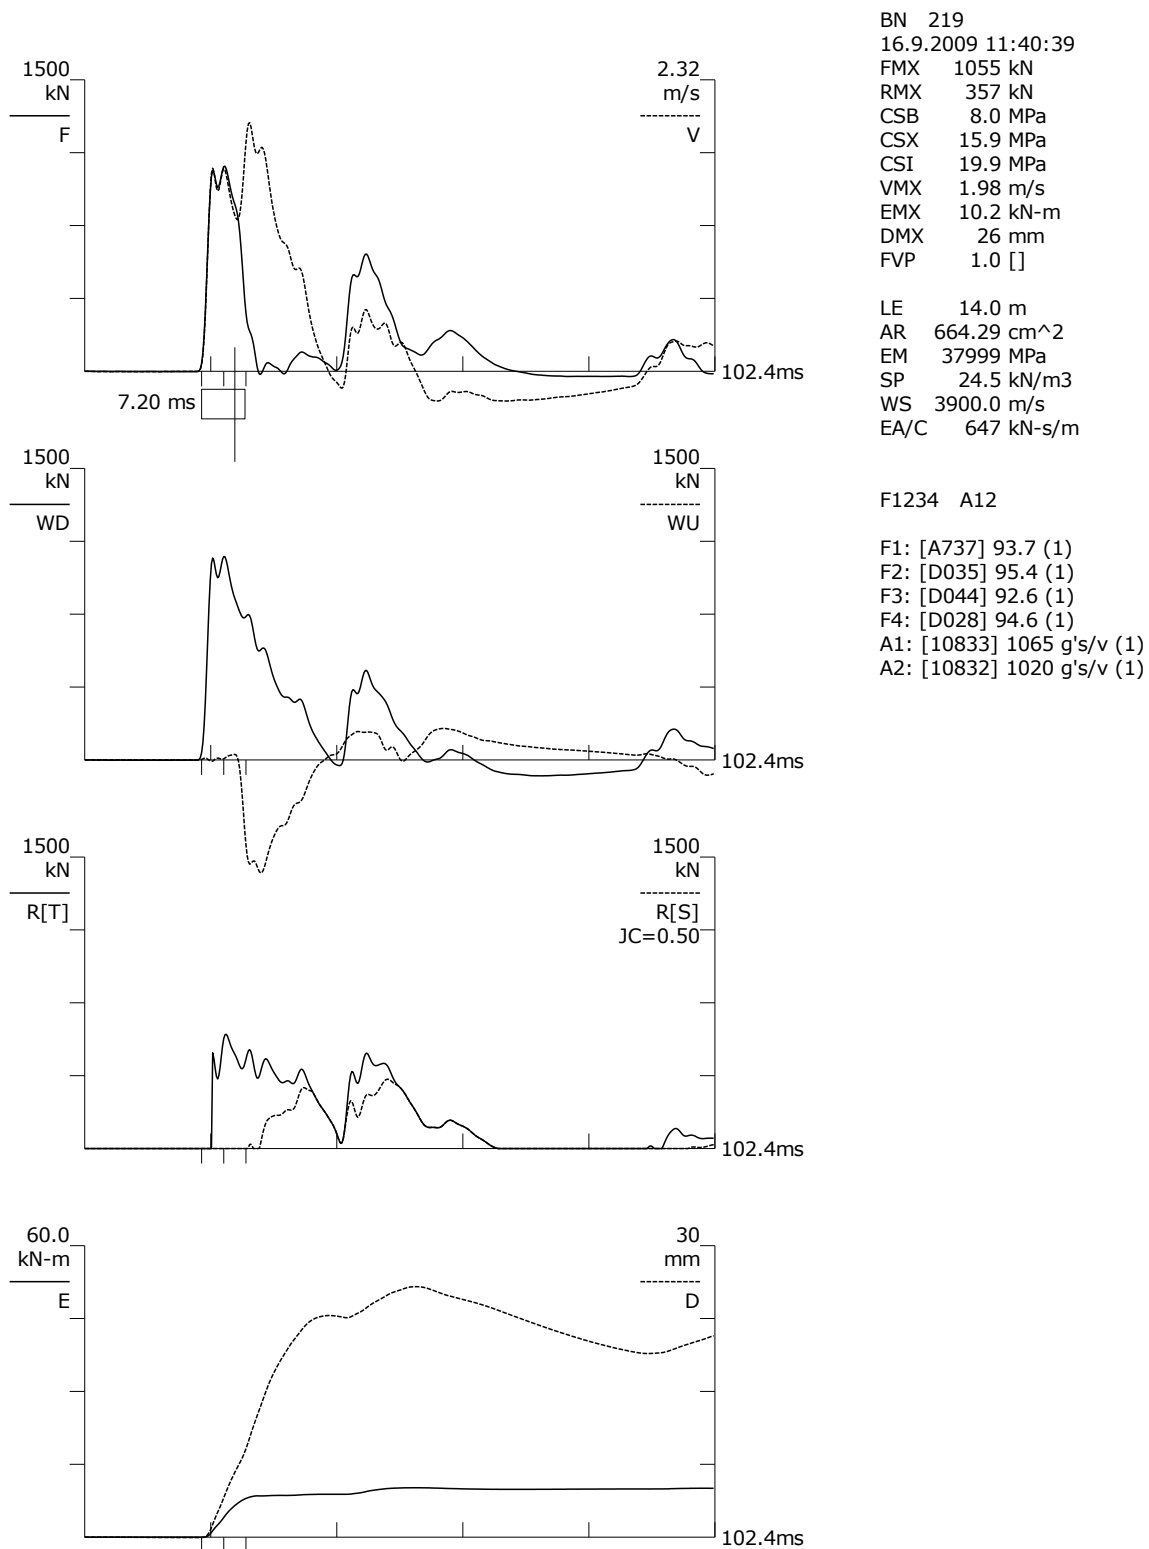 1500
kN
F
2.32
m/s
V
102.4ms
7.20 ms
1500
kN
WD
1500
kN
WU
102.4ms
1500
kN
R[T]
1500
kN
R[S]
JC=0.50
102.4ms
60.0
kN-m
E
30
mm
D
102.4ms
BN 219
16.9.2009 11:40:39
FMX 1055 kN
RMX 357 kN
CSB 8.0 MPa
CSX 15.9 MPa
CSI 19.9 MPa
VMX 1.98 m/s
EMX 10.2 kN-m
DMX 26 mm
FVP 1.0 []
LE 14.0 m
AR 664.29 cm^2
EM 37999 MPa
SP 24.5 kN/m3
WS 3900.0 m/s
EA/C 647 kN-s/m
F1234 A12
F1: [A737] 93.7 (1)
F2: [D035] 95.4 (1)
F3: [D044] 92.6 (1)
F4: [D028] 94.6 (1)
A1: [10833] 1065 g's/v (1)
A2: [10832] 1020 g's/v (1)